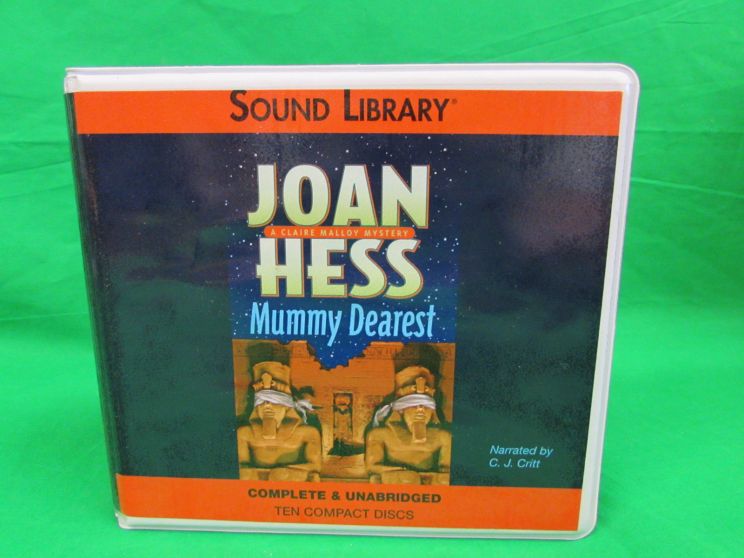 SOUND LIBRARY®
JOAN
A CLAIRE MALLOY MYSTERY
HESS
Mummy Dearest
Narrated by
C. J. Critt
COMPLETE & UNABRIDGED
TEN COMPACT DISCS